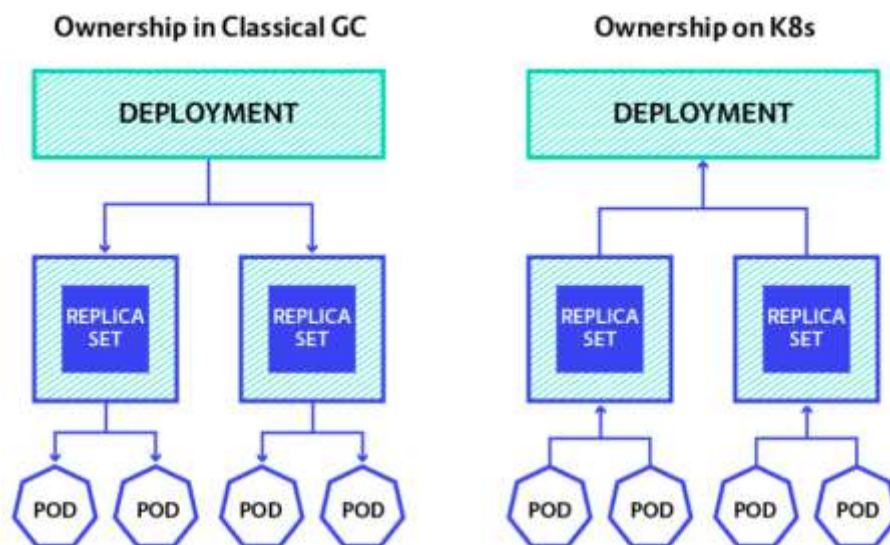 Ownership in Classical GC
Ownership on K8s
DEPLOYMENT
DEPLOYMENT
REPLICA
SET
REPLICA
SET
REPLICA
SET
REPLICA
SET
POD
POD
POD
POD
POD
POD
POD
POD